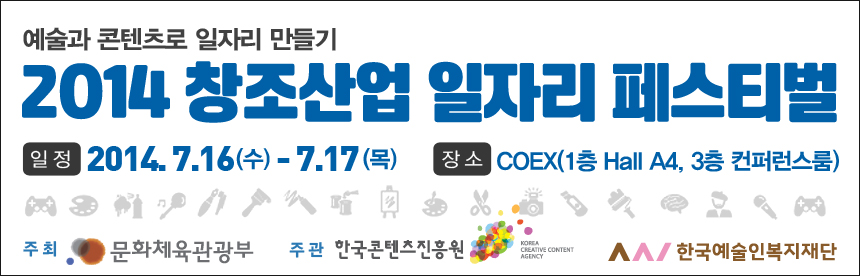 예술과 콘텐츠로 일자리 만들기
2014 창조산업 일자리 페스티벌
일 정 2014. 7.16(수) - 7.17(목) 장 소 COEX(1층 Hall A4, 3층 컨퍼런스룸)
주 최 문화체육관광부 주 관 한국콘텐츠진흥원 KOREA CREATIVE CONTENT AGENCY 한국예술인복지재단